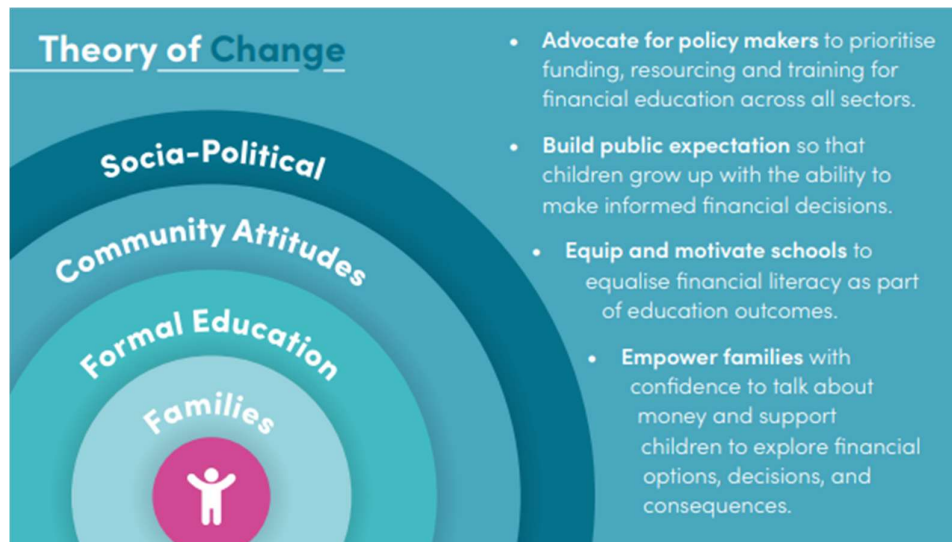 Theory of Change
Socia-Political
Community Attitudes
Formal Education
Families
• Advocate for policy makers to prioritise
funding, resourcing and training for
financial education across all sectors.
• Build public expectation so that
children grow up with the ability to
make informed financial decisions.
• Equip and motivate schools to
equalise financial literacy as part
of education outcomes.
• Empower families with
confidence to talk about
money and support
children to explore financial
options, decisions, and
consequences.